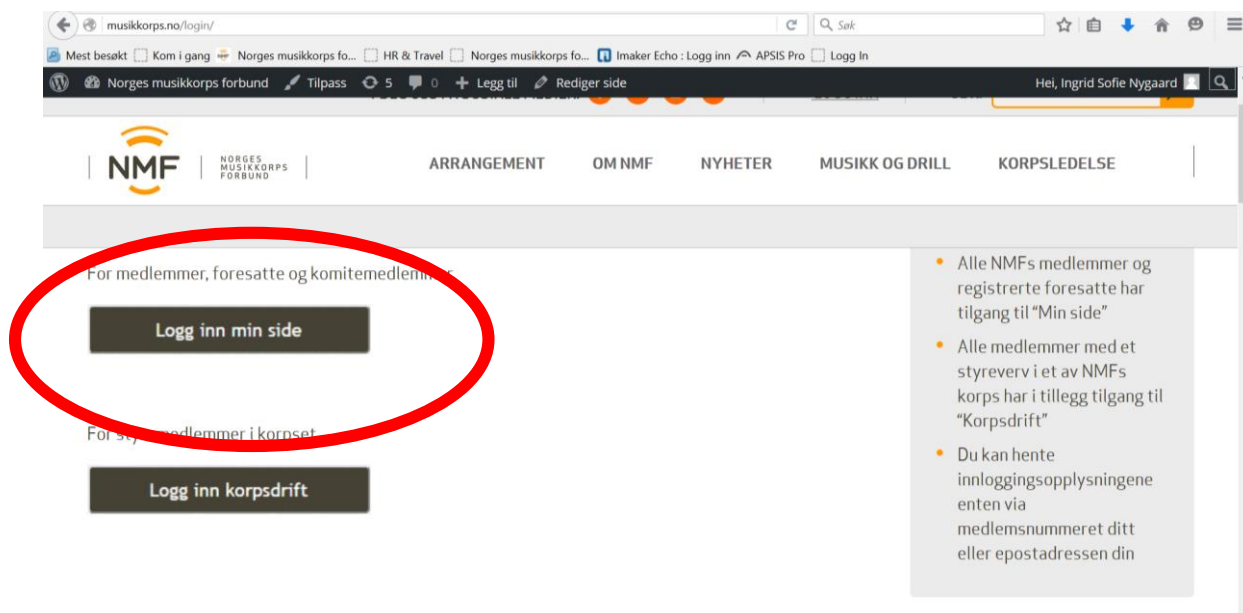 musikkorps.no/login/
Søk
Mest besøkt Kom i gang Norges musikkorps fo... HR & Travel Norges musikkorps fo... Imaker Echo : Logg inn APSIS Pro Logg Inn
Norges musikkorps forbund Tilpass 5 0 Legg til Rediger side Hei, Ingrid Sofie Nygaard
NMF
NORGES
MUSIKKORPS
FORBUND
ARRANGEMENT OM NMF NYHETER MUSIKK OG DRILL KORPSLEDELSE
For medlemmer, foresatte og komitemedlemmer
Logg inn min side
For styremedlemmer i korpset
Logg inn korpsdrift
Alle NMFs medlemmer og
registrerte foresatte har
tilgang til “Min side”
Alle medlemmer med et
styreverv i et av NMFs
korps har i tillegg tilgang til
“Korpsdrift”
Du kan hente
innloggingsopplysningene
enten via
medlemsnummeret ditt
eller epostadressen din